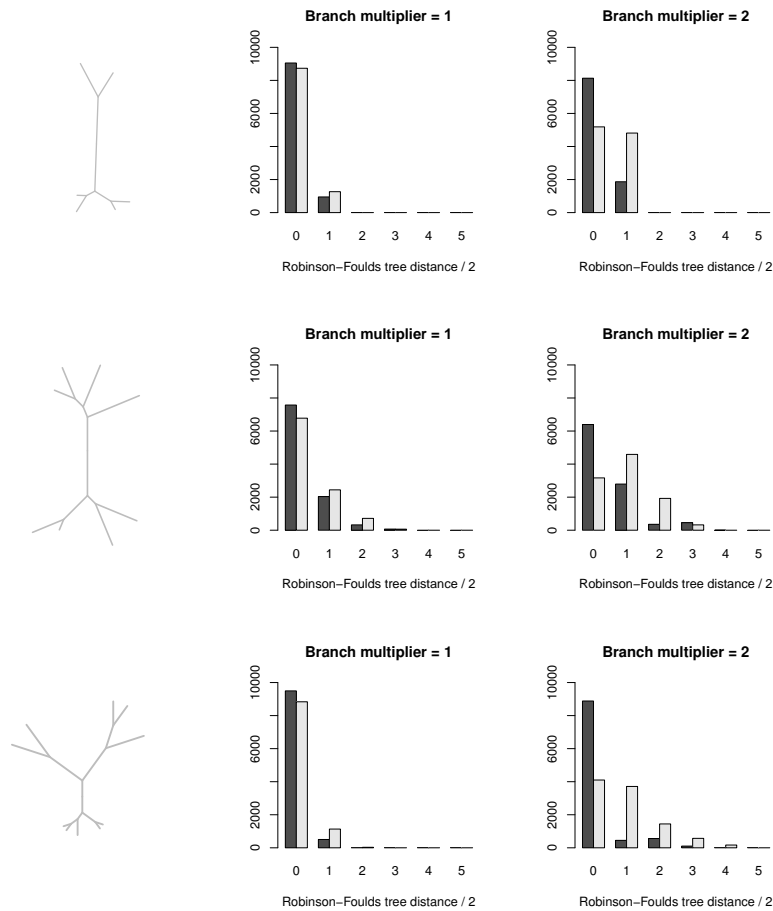 Branch multiplier = 1
10000
6000
2000
0
0 1 2 3 4 5
Robinson−Foulds tree distance / 2
Branch multiplier = 2
10000
6000
2000
0
0 1 2 3 4 5
Robinson−Foulds tree distance / 2
Branch multiplier = 1
10000
6000
2000
0
0 1 2 3 4 5
Robinson−Foulds tree distance / 2
Branch multiplier = 2
10000
6000
2000
0
0 1 2 3 4 5
Robinson−Foulds tree distance / 2
Branch multiplier = 1
10000
6000
2000
0
0 1 2 3 4 5
Robinson−Foulds tree distance / 2
Branch multiplier = 2
10000
6000
2000
0
0 1 2 3 4 5
Robinson−Foulds tree distance / 2